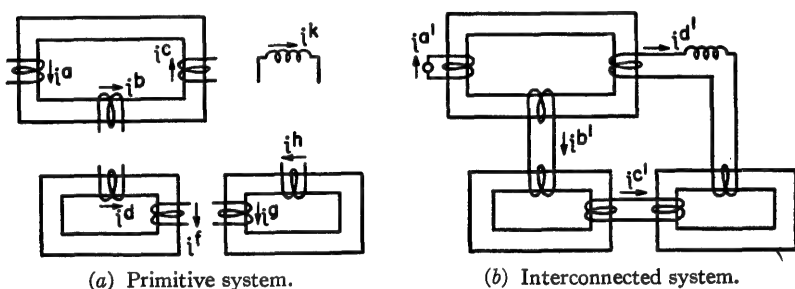 i^a
i^b
i^c
i^k
i^d
i^f
i^g
i^h
(a) Primitive system.
i^a'
i^b'
i^c'
i^d'
(b) Interconnected system.